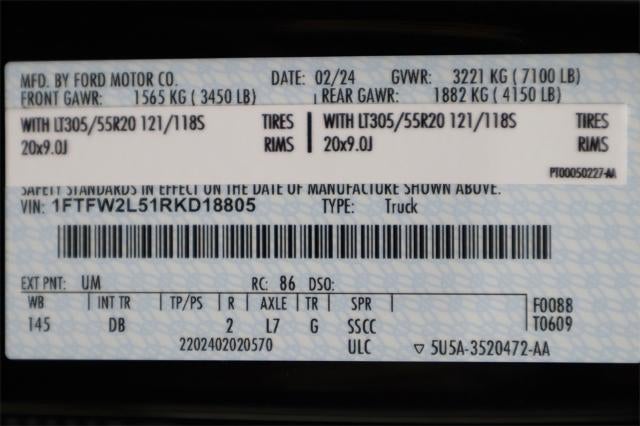 MFD. BY FORD MOTOR CO. DATE: 02/24 GVWR: 3221 KG ( 7100 LB)
FRONT GAWR: 1565 KG ( 3450 LB) REAR GAWR: 1882 KG ( 4150 LB)
WITH LT305/55R20 121/118S TIRES WITH LT305/55R20 121/118S TIRES
20x9.0J RIMS 20x9.0J RIMS
PT00050227-AA
SAFETY STANDARDS IN EFFECT ON THE DATE OF MANUFACTURE SHOWN ABOVE.
VIN: 1FTFW2L51RKD18805 TYPE: Truck
EXT PNT: UM RC: 86 DSO:
WB INT TR TP/PS R AXLE TR SPR F0088
145 DB 2 L7 G SSCC T0609
2202402020570 ULC ▽ 5U5A-3520472-AA